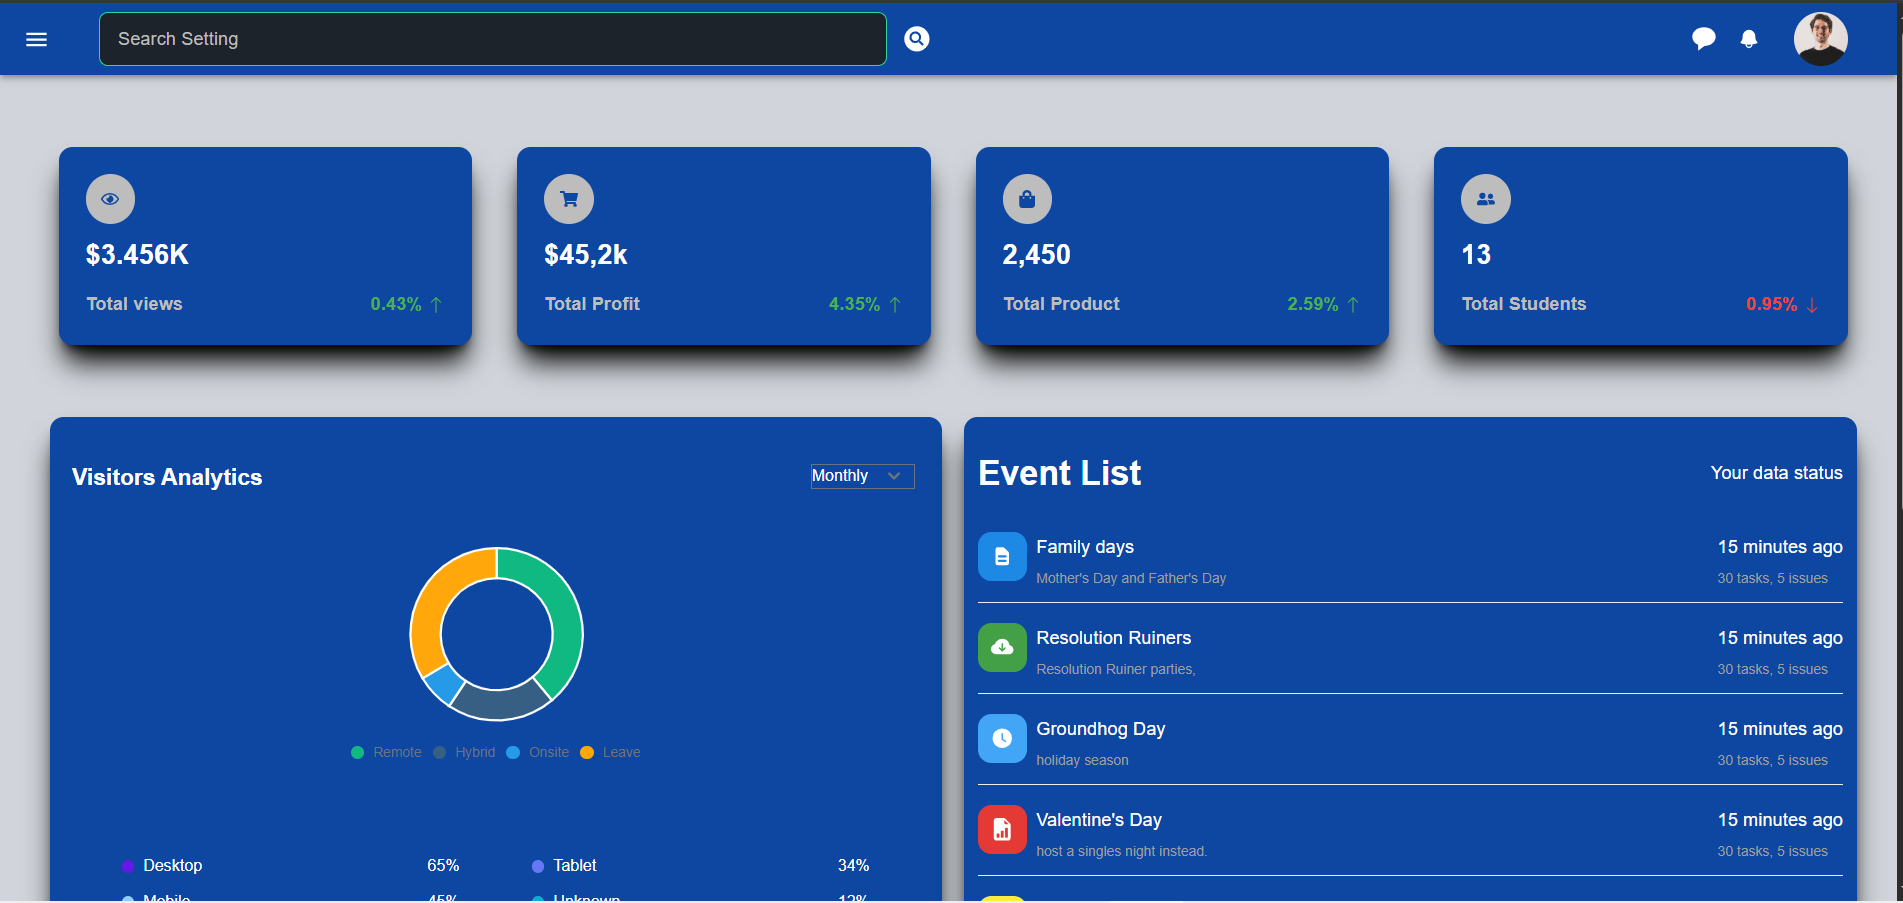 Search Setting
$3.456K
Total views 0.43%
$45,2k
Total Profit 4.35%
2,450
Total Product 2.59%
13
Total Students 0.95%
Visitors Analytics
Monthly
Remote Hybrid Onsite Leave
Desktop 65% Tablet 34%
Mobile 45% Unknown 12%
Event List
Your data status
Family days
15 minutes ago
Mother's Day and Father's Day
30 tasks, 5 issues
Resolution Ruiners
15 minutes ago
Resolution Ruiner parties,
30 tasks, 5 issues
Groundhog Day
15 minutes ago
holiday season
30 tasks, 5 issues
Valentine's Day
15 minutes ago
host a singles night instead.
30 tasks, 5 issues